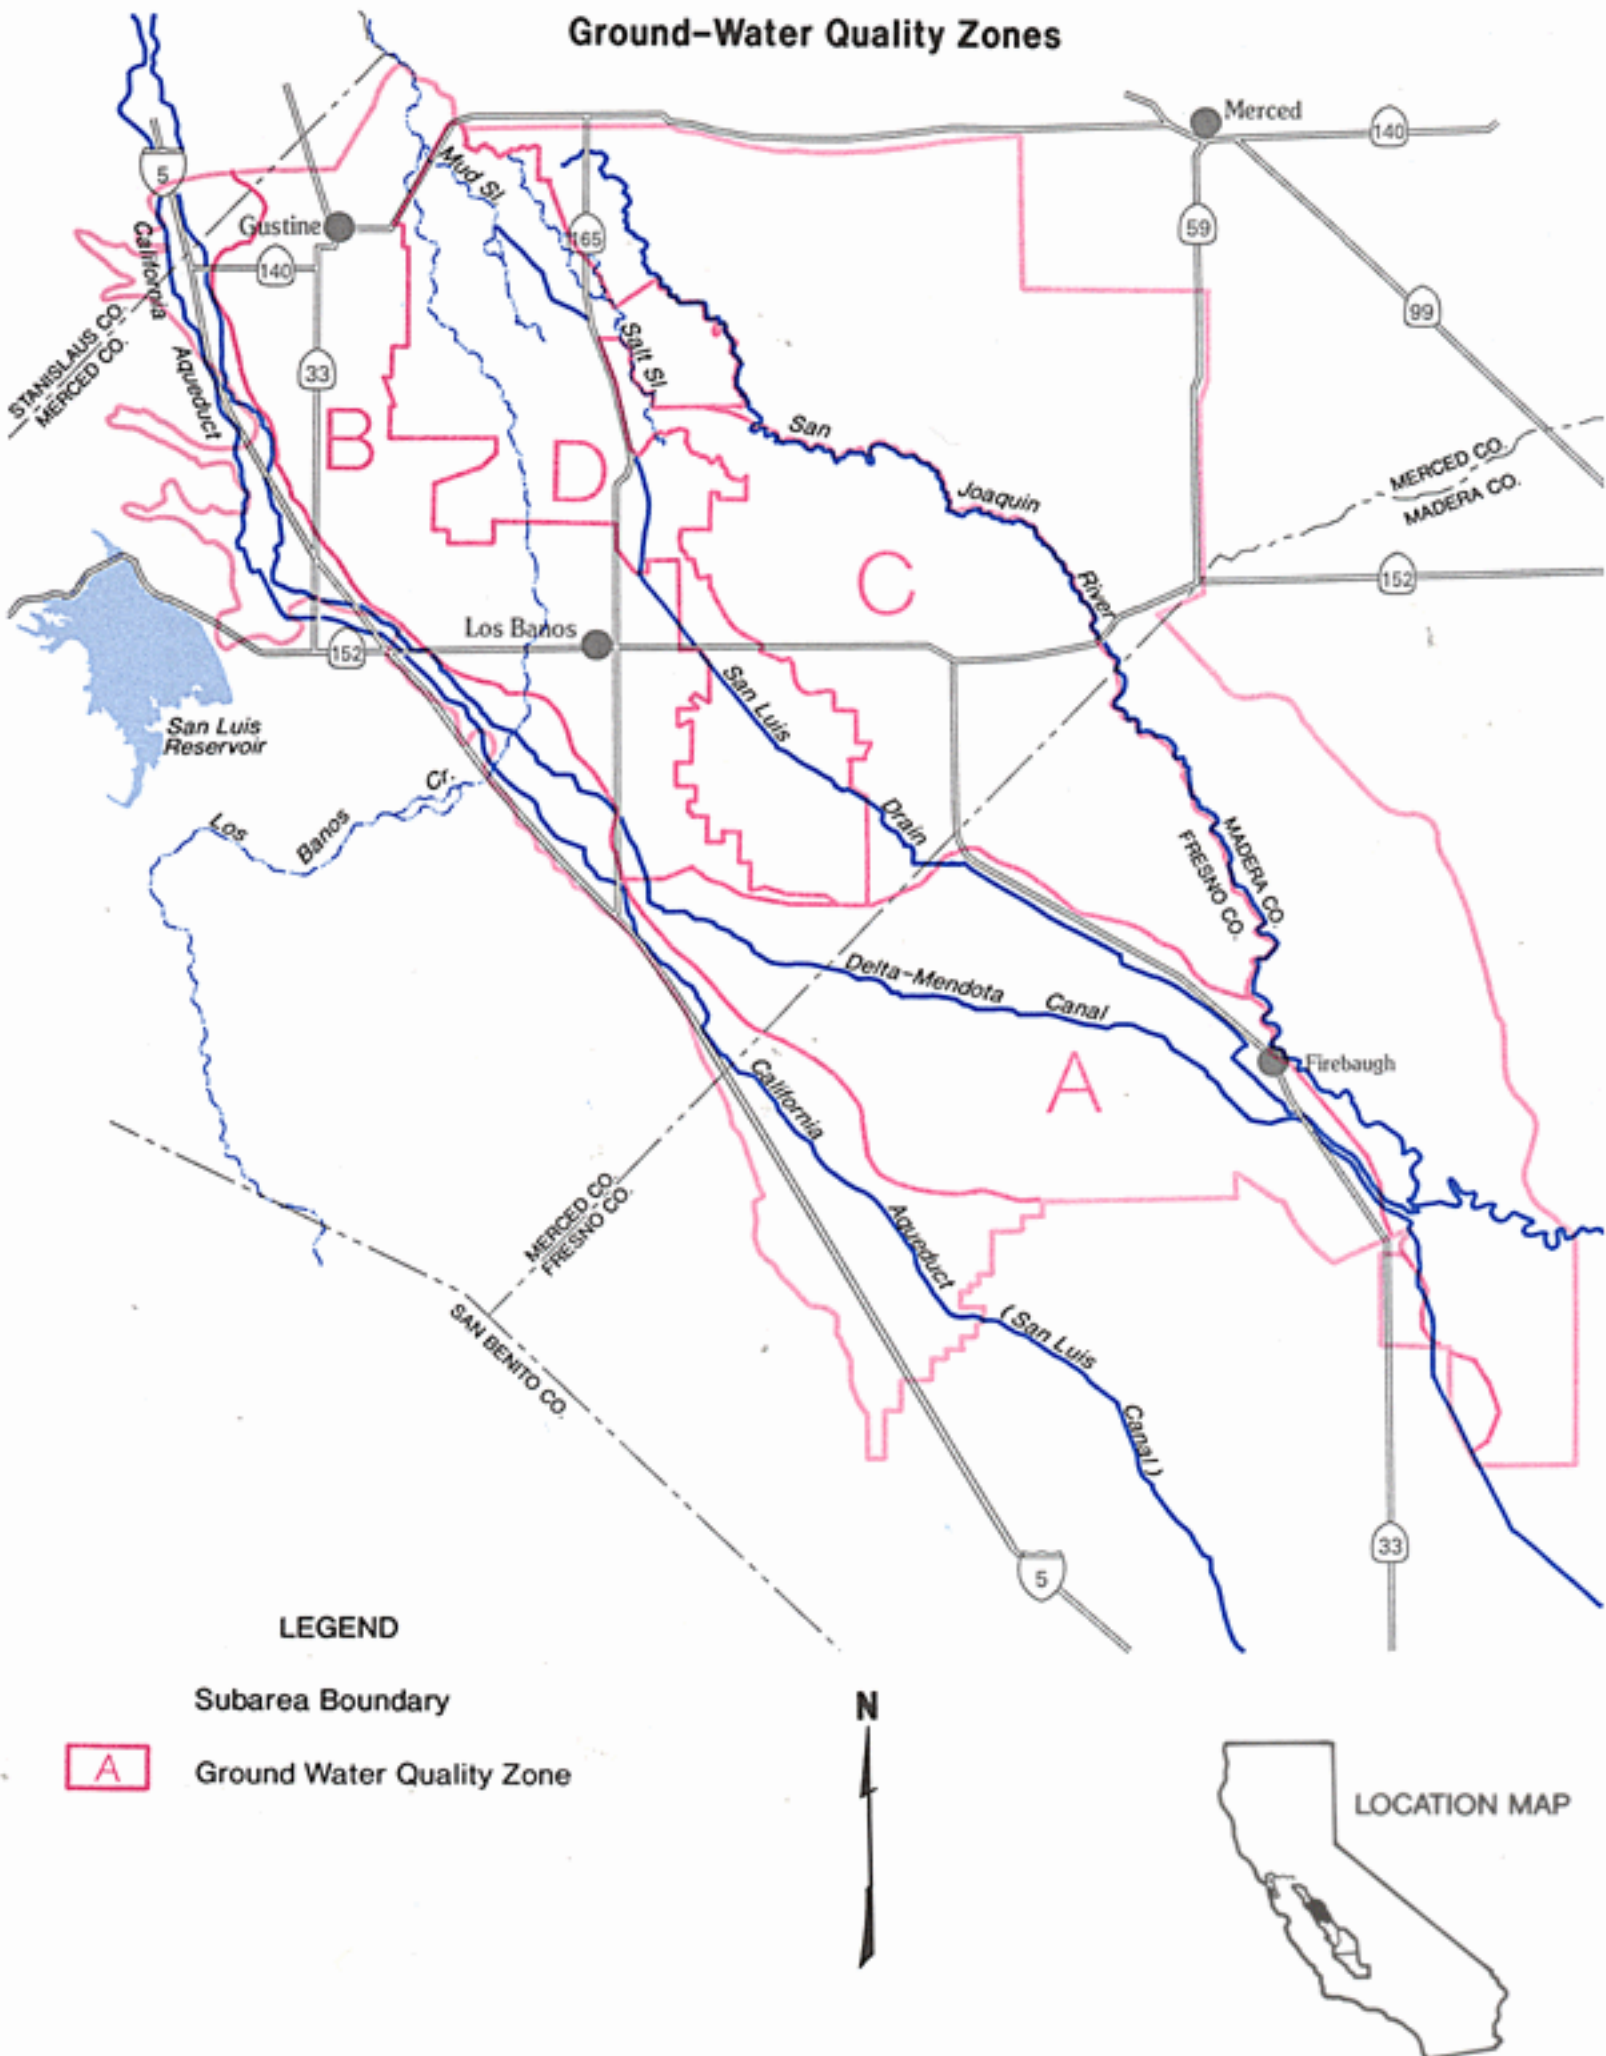 Ground–Water Quality Zones
Merced
140
5
Mud Sl.
Gustine
165
59
California
140
99
STANISLAUS CO.
MERCED CO.
Aqueduct
33
Salt Sl.
B
D
San
Joaquin
MERCED CO.
MADERA CO.
C
River
152
Los Banos
152
San Luis
Reservoir
San Luis
Drain
Los
Banos
Cr.
MADERA CO.
FRESNO CO.
Delta–Mendota
Canal
Firebaugh
A
California
Aqueduct
MERCED CO.
FRESNO CO.
SAN BENITO CO.
( San Luis
Canal )
33
5
LEGEND
Subarea Boundary
A
Ground Water Quality Zone
N
LOCATION MAP